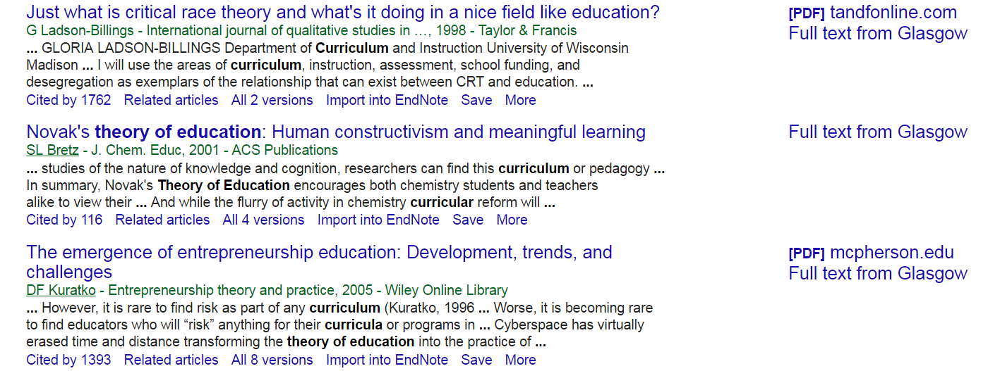 Just what is critical race theory and what's it doing in a nice field like education?
[PDF] tandfonline.com
G Ladson-Billings - International journal of qualitative studies in …, 1998 - Taylor & Francis
Full text from Glasgow
... GLORIA LADSON-BILLINGS Department of Curriculum and Instruction University of Wisconsin
Madison ... I will use the areas of curriculum, instruction, assessment, school funding, and
desegregation as exemplars of the relationship that can exist between CRT and education. ...
Cited by 1762 Related articles All 2 versions Import into EndNote Save More
Novak's theory of education: Human constructivism and meaningful learning
Full text from Glasgow
SL Bretz - J. Chem. Educ, 2001 - ACS Publications
... studies of the nature of knowledge and cognition, researchers can find this curriculum or pedagogy ...
In summary, Novak's Theory of Education encourages both chemistry students and teachers
alike to view their ... And while the flurry of activity in chemistry curricular reform will ...
Cited by 116 Related articles All 4 versions Import into EndNote Save More
The emergence of entrepreneurship education: Development, trends, and
challenges
[PDF] mcpherson.edu
Full text from Glasgow
DF Kuratko - Entrepreneurship theory and practice, 2005 - Wiley Online Library
... However, it is rare to find risk as part of any curriculum (Kuratko, 1996 ... Worse, it is becoming rare
to find educators who will “risk” anything for their curricula or programs in ... Cyberspace has virtually
erased time and distance transforming the theory of education into the practice of ...
Cited by 1393 Related articles All 8 versions Import into EndNote Save More